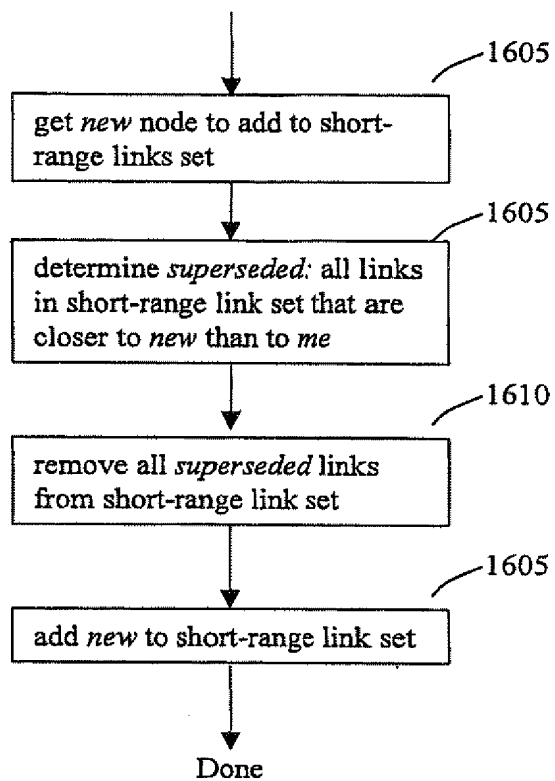 1605
get new node to add to short-
range links set
1605
determine superseded: all links
in short-range link set that are
closer to new than to me
1610
remove all superseded links
from short-range link set
1605
add new to short-range link set
Done